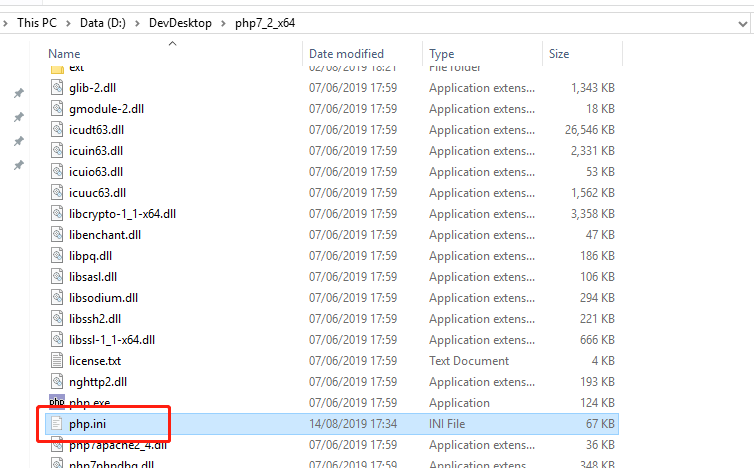 This PC > Data (D:) > DevDesktop > php7_2_x64
Name Date modified Type Size
ext 02/08/2019 18:21 File folder
glib-2.dll 07/06/2019 17:59 Application extens... 1,343 KB
gmodule-2.dll 07/06/2019 17:59 Application extens... 18 KB
icudt63.dll 07/06/2019 17:59 Application extens... 26,546 KB
icuin63.dll 07/06/2019 17:59 Application extens... 2,331 KB
icuio63.dll 07/06/2019 17:59 Application extens... 53 KB
icuuc63.dll 07/06/2019 17:59 Application extens... 1,562 KB
libcrypto-1_1-x64.dll 07/06/2019 17:59 Application extens... 3,358 KB
libenchant.dll 07/06/2019 17:59 Application extens... 47 KB
libpq.dll 07/06/2019 17:59 Application extens... 186 KB
libsasl.dll 07/06/2019 17:59 Application extens... 106 KB
libsodium.dll 07/06/2019 17:59 Application extens... 294 KB
libssh2.dll 07/06/2019 17:59 Application extens... 221 KB
libssl-1_1-x64.dll 07/06/2019 17:59 Application extens... 666 KB
license.txt 07/06/2019 17:59 Text Document 4 KB
nghttp2.dll 07/06/2019 17:59 Application extens... 193 KB
php.exe 07/06/2019 17:59 Application 124 KB
php.ini 14/08/2019 17:34 INI File 67 KB
php7apache2_4.dll 07/06/2019 17:59 Application extens... 36 KB
php7phpdbg.dll 07/06/2019 17:59 Application extens... 348 KB